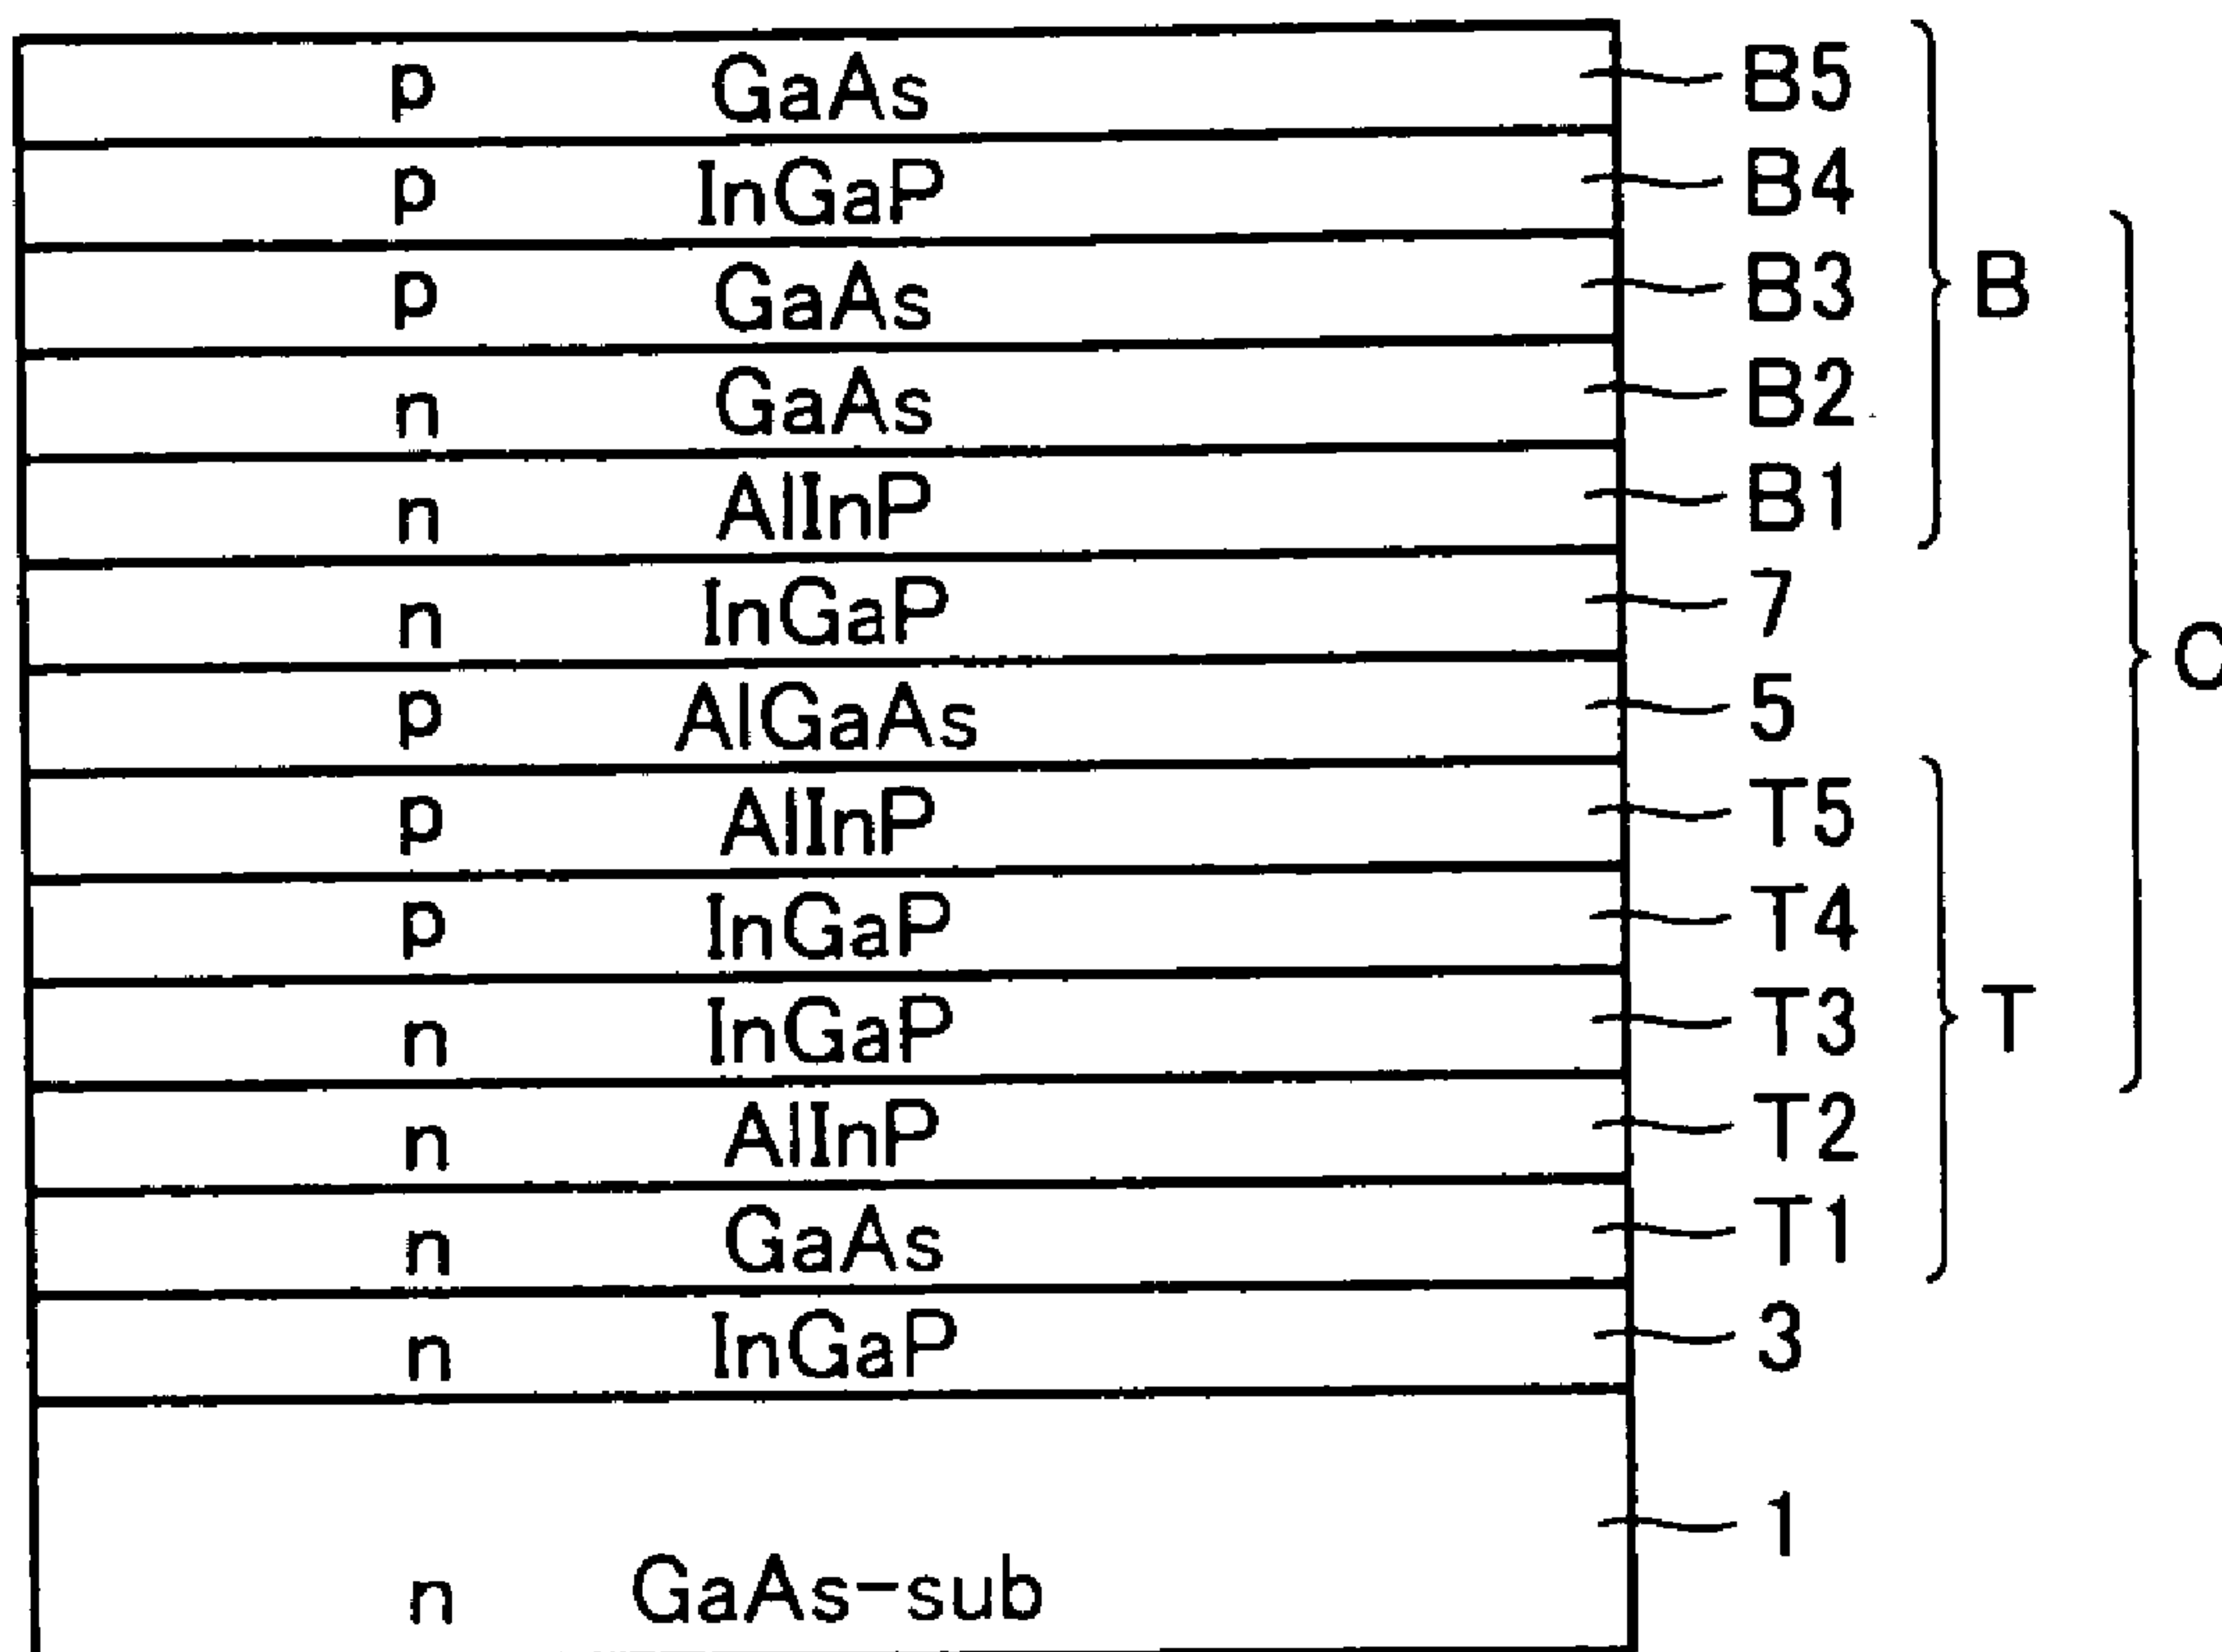 p GaAs B5
p InGaP B4
p GaAs B3
B
n GaAs B2
n AlInP B1
n InGaP 7
C
p AlGaAs 5
p AlInP T5
p InGaP T4
n InGaP T3
T
n AlInP T2
n GaAs T1
n InGaP 3
1
n GaAs-sub